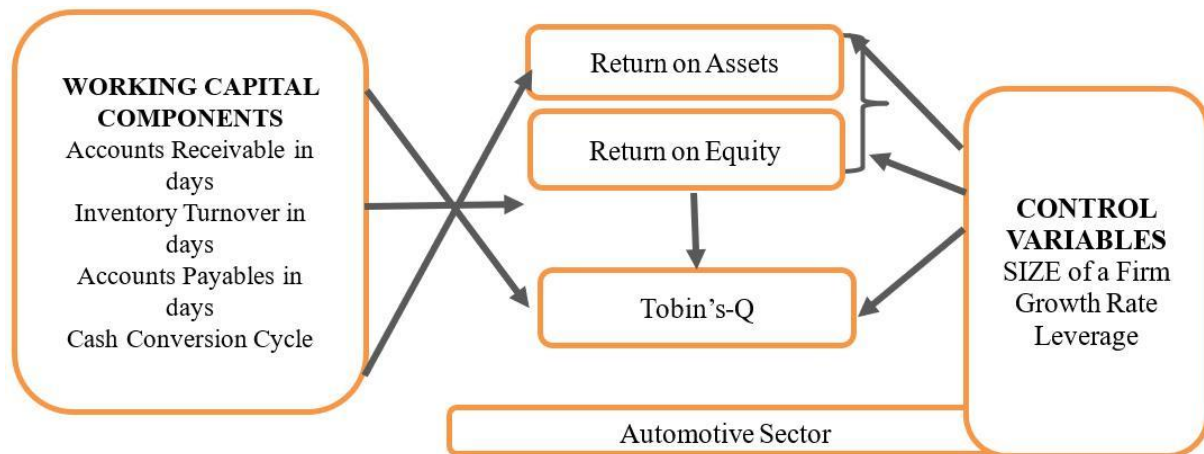 WORKING CAPITAL
COMPONENTS
Accounts Receivable in
days
Inventory Turnover in
days
Accounts Payables in
days
Cash Conversion Cycle
Return on Assets
Return on Equity
Tobin’s-Q
Automotive Sector
CONTROL
VARIABLES
SIZE of a Firm
Growth Rate
Leverage